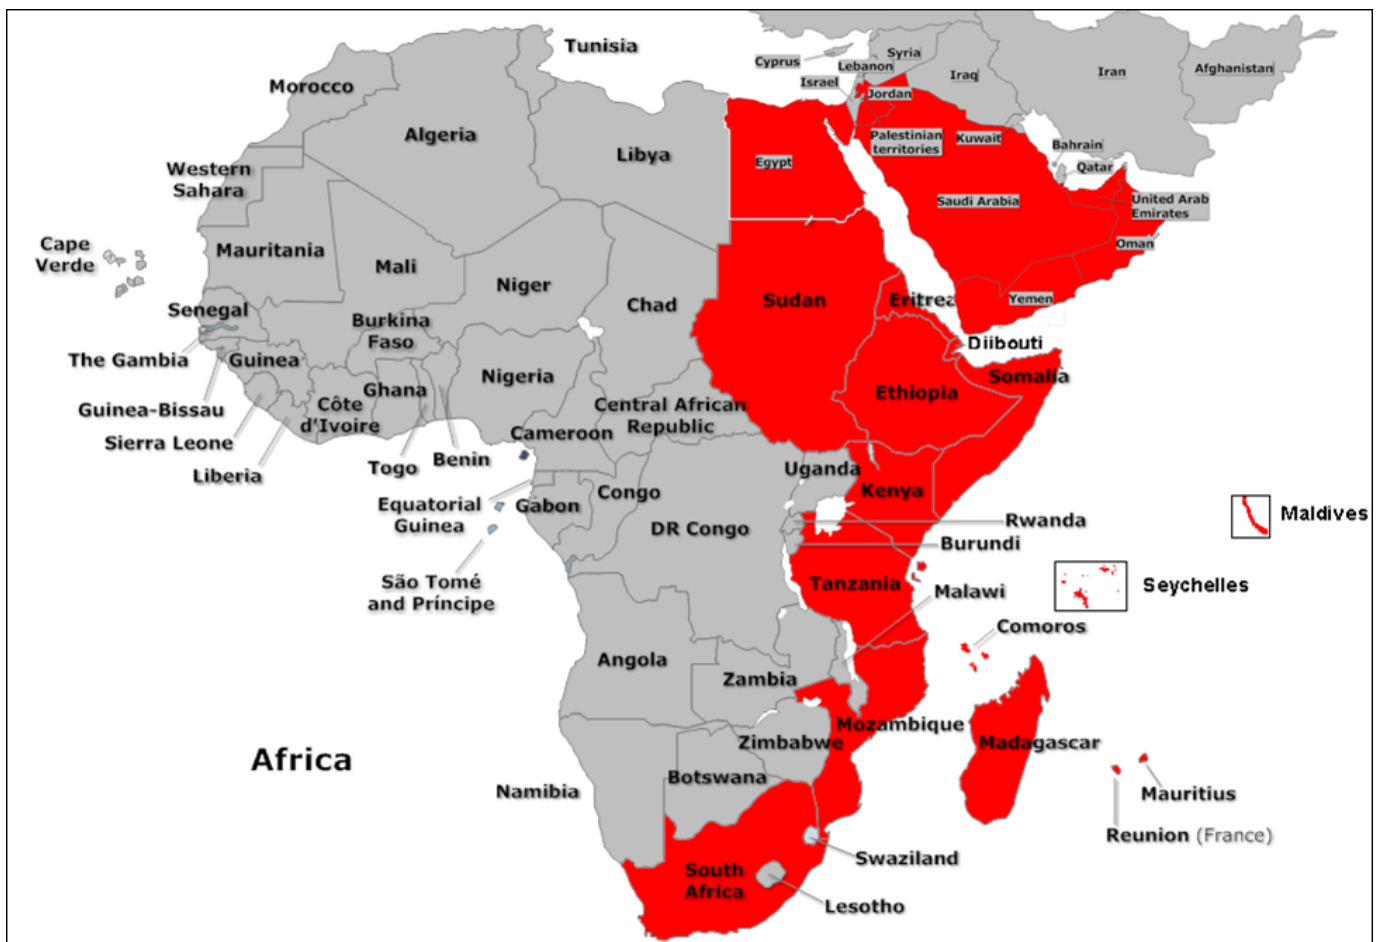 Tunisia
Cyprus
Syria
Lebanon
Israel
Iraq
Iran
Afghanistan
Morocco
Jordan
Algeria
Libya
Egypt
Palestinian
territories
Kuwait
Bahrain
Qatar
Western
Sahara
Saudi Arabia
United Arab
Emirates
Oman
Cape
Verde
Mauritania
Mali
Niger
Chad
Sudan
Eritrea
Yemen
Senegal
Burkina
Faso
Diibouti
The Gambia
Guinea
Ghana
Nigeria
Ethiopia
Somalia
Guinea-Bissau
Côte
d'Ivoire
Central African
Republic
Sierra Leone
Cameroon
Liberia
Togo
Benin
Uganda
Kenya
Equatorial
Guinea
Gabon
Congo
DR Congo
Rwanda
Burundi
Maldives
São Tomé
and Príncipe
Tanzania
Malawi
Seychelles
Comoros
Angola
Zambia
Mozambique
Zimbabwe
Madagascar
Africa
Botswana
Namibia
Mauritius
Reunion (France)
Swaziland
South
Africa
Lesotho